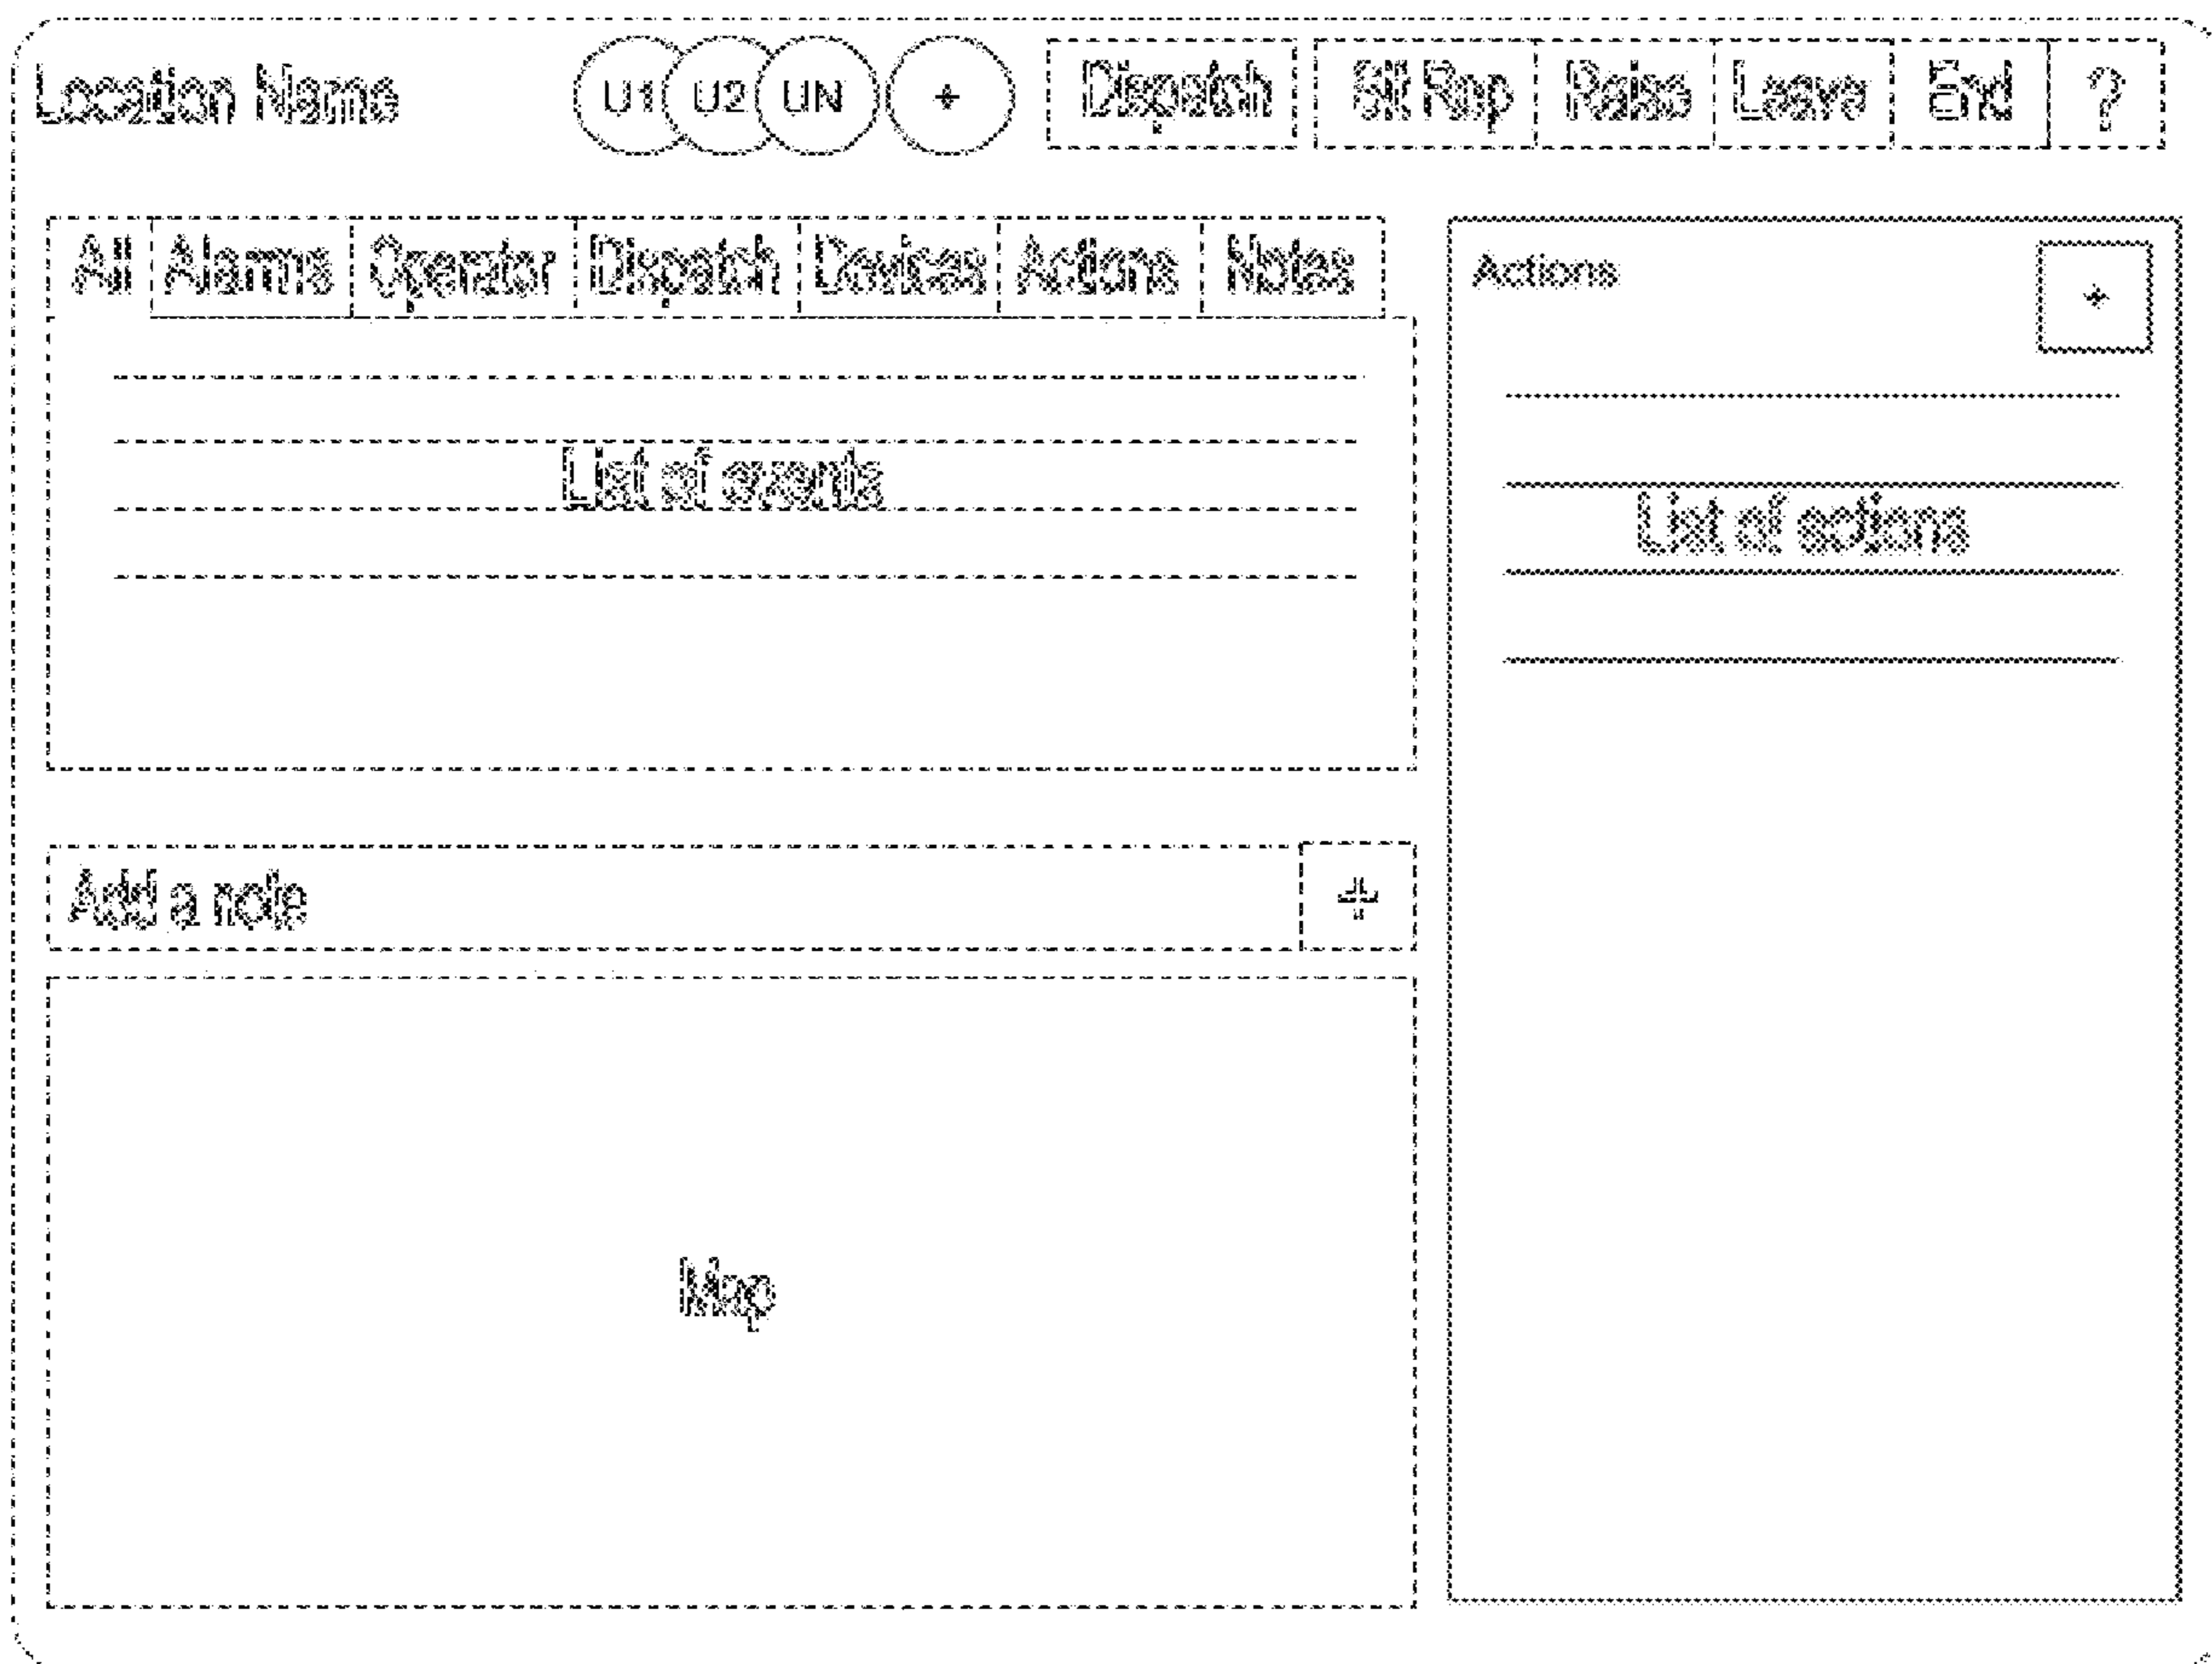 Location Name U1 U2 UN + Dispatch Sit Rep Raise Leave End ?
All Alarms Operator Dispatch Devices Actions Notes
Actions +
List of events
List of actions
Add a note +
Map